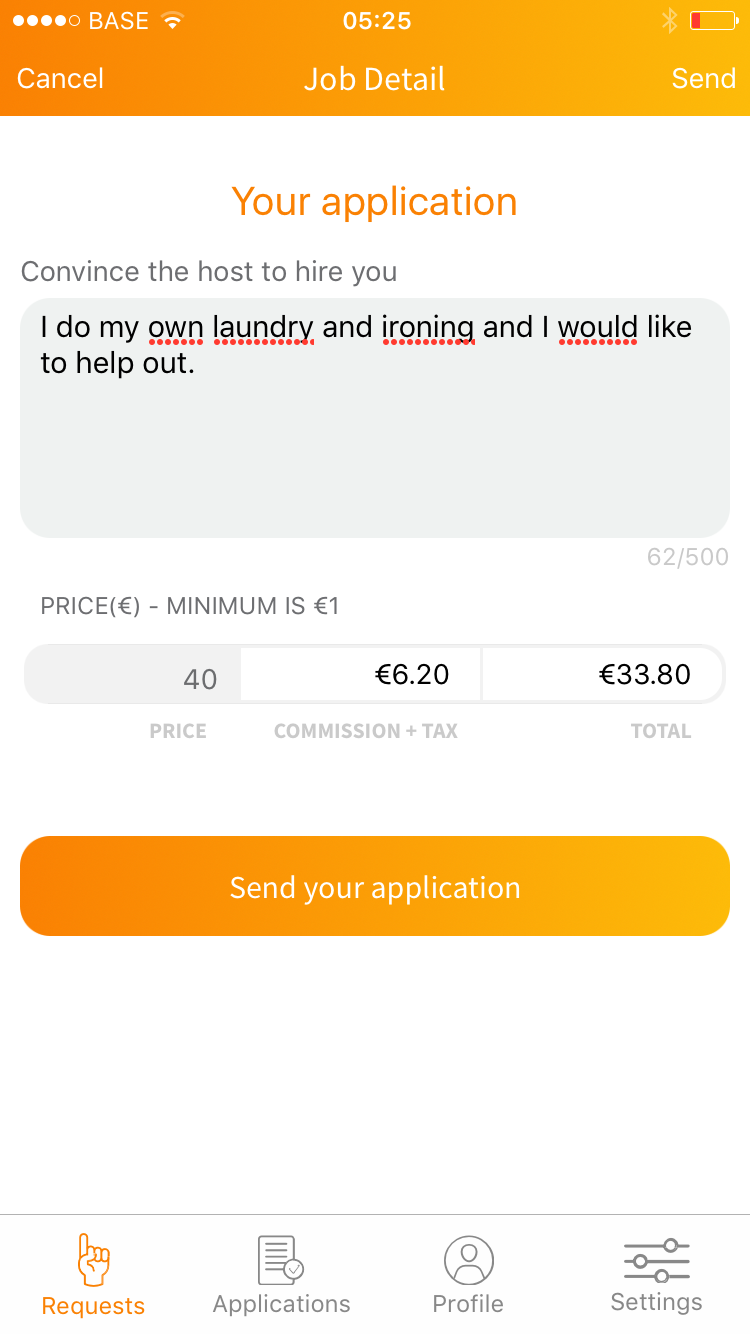 BASE 05:25
Cancel Job Detail Send
Your application
Convince the host to hire you
I do my own laundry and ironing and I would like
to help out.
62/500
PRICE(€) - MINIMUM IS €1
40 €6.20 €33.80
PRICE COMMISSION + TAX TOTAL
Send your application
Requests Applications Profile Settings